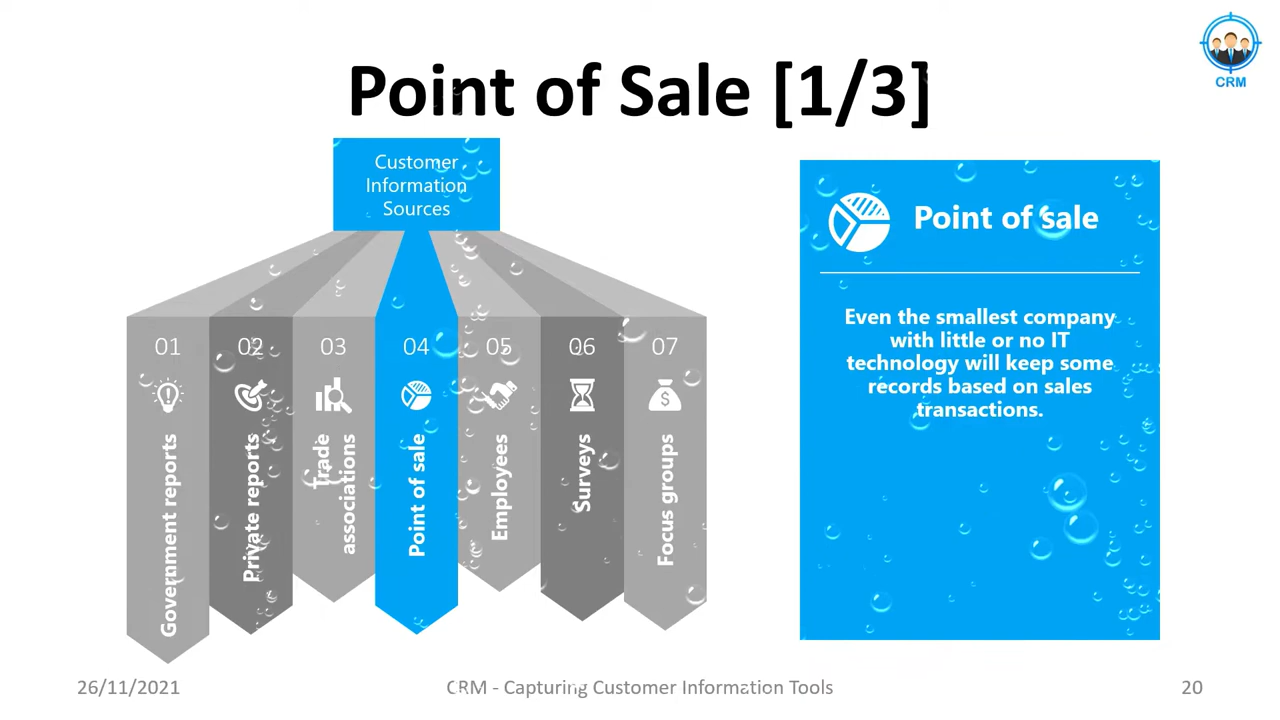 CRM
Point of Sale [1/3]
Customer
Information
Sources
01
Government reports
02
Private reports
03
Trade
associations
04
Point of sale
05
Employees
06
Surveys
07
Focus groups
Point of sale
Even the smallest company
with little or no IT
technology will keep some
records based on sales
transactions.
26/11/2021
CRM - Capturing Customer Information Tools
20